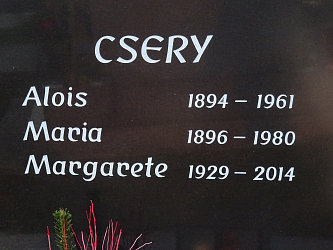 CSERY
Alois 1894 – 1961
Maria 1896 – 1980
Margarete 1929 – 2014